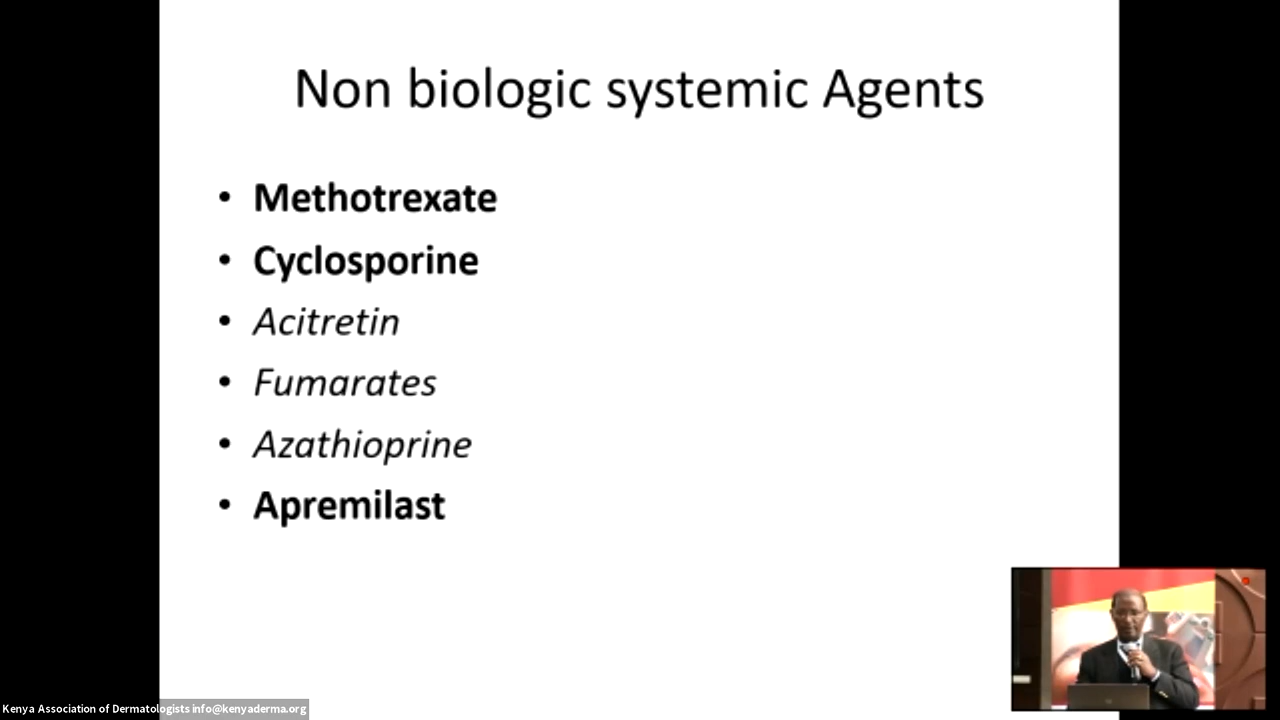 Non biologic systemic Agents
• Methotrexate
• Cyclosporine
• Acitretin
• Fumarates
• Azathioprine
• Apremilast
Kenya Association of Dermatologists info@kenyaderma.org